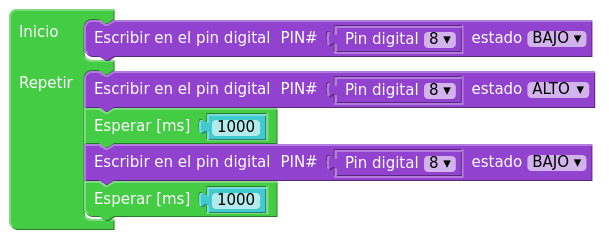 Inicio Escribir en el pin digital PIN# Pin digital 8 ▾ estado BAJO ▾
Repetir Escribir en el pin digital PIN# Pin digital 8 ▾ estado ALTO ▾
Esperar [ms] 1000
Escribir en el pin digital PIN# Pin digital 8 ▾ estado BAJO ▾
Esperar [ms] 1000